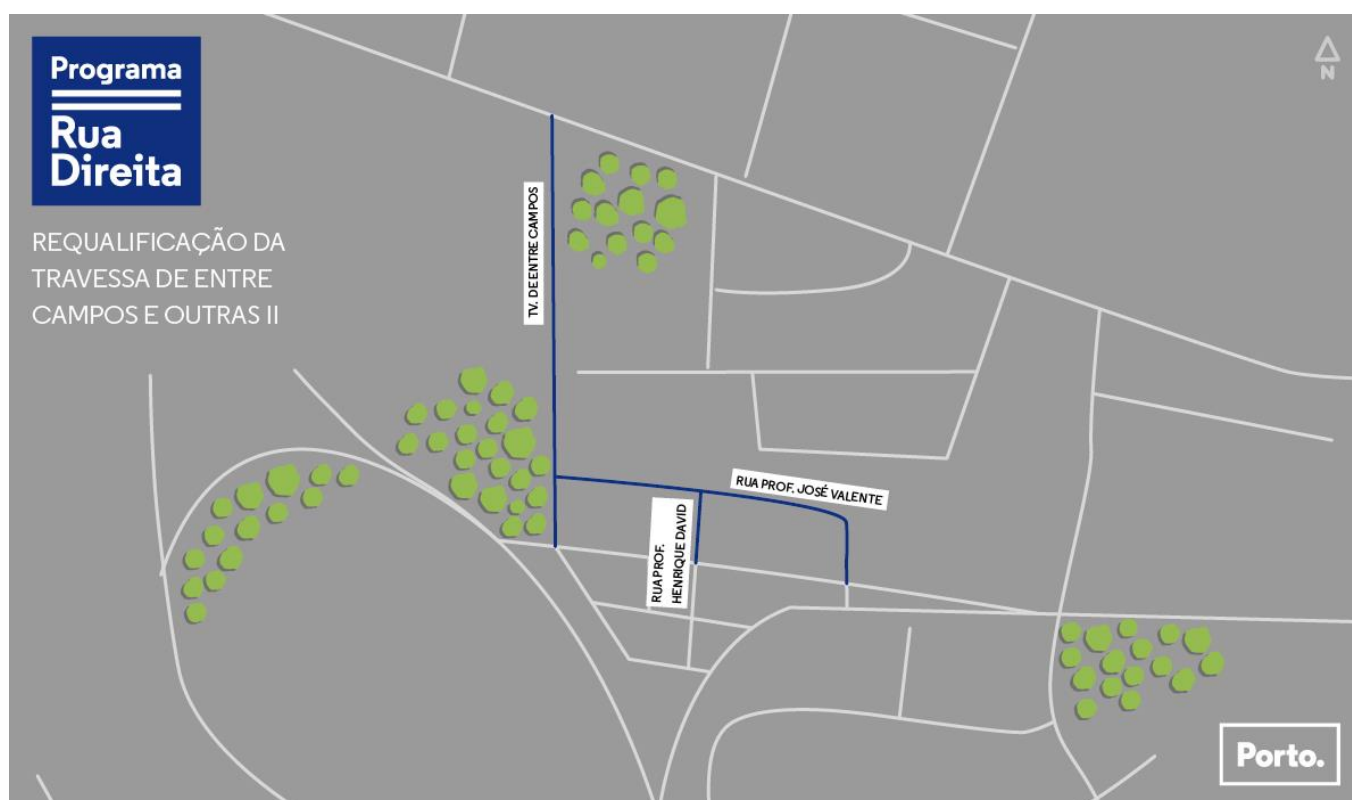 Programa
Rua
Direita
REQUALIFICAÇÃO DA
TRAVESSA DE ENTRE
CAMPOS E OUTRAS II
N
TV. DE ENTRE CAMPOS
RUA PROF. JOSÉ VALENTE
RUA PROF.
HENRIQUE DAVID
Porto.